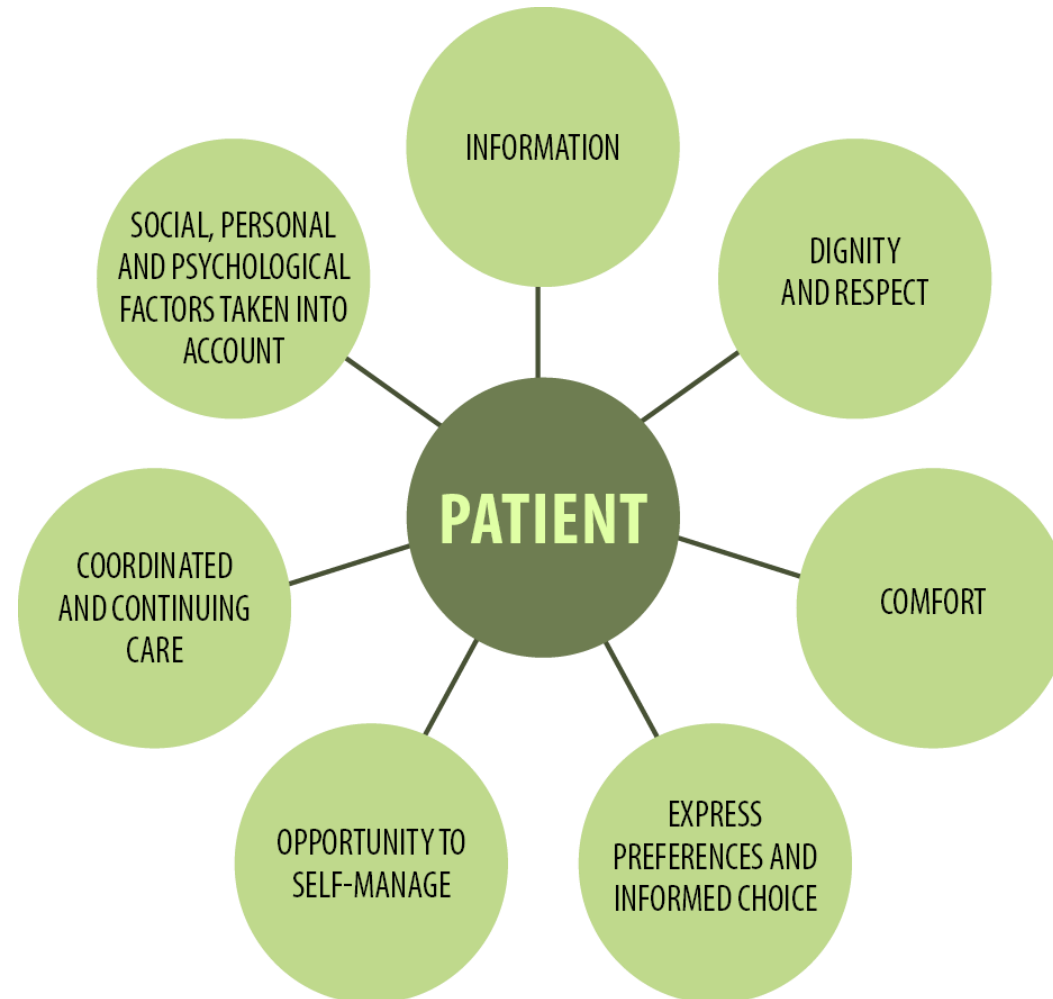 INFORMATION
DIGNITY
AND RESPECT
COMFORT
EXPRESS
PREFERENCES AND
INFORMED CHOICE
OPPORTUNITY TO
SELF-MANAGE
COORDINATED
AND CONTINUING
CARE
SOCIAL, PERSONAL
AND PSYCHOLOGICAL
FACTORS TAKEN INTO
ACCOUNT
PATIENT